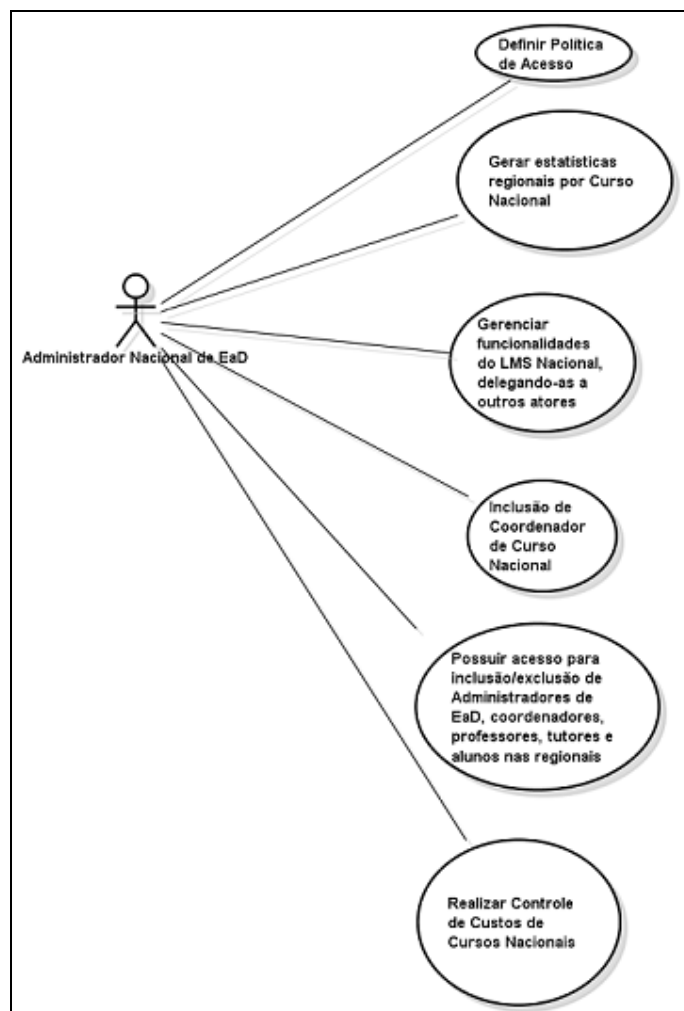 Definir Política
de Acesso
Gerar estatísticas
regionais por Curso
Nacional
Administrador Nacional de EaD
Gerenciar
funcionalidades
do LMS Nacional,
delegando-as a
outros atores
Inclusão de
Coordenador
de Curso
Nacional
Possuir acesso para
inclusão/exclusão de
Administradores de
EaD, coordenadores,
professores, tutores e
alunos nas regionais
Realizar Controle
de Custos de
Cursos Nacionais